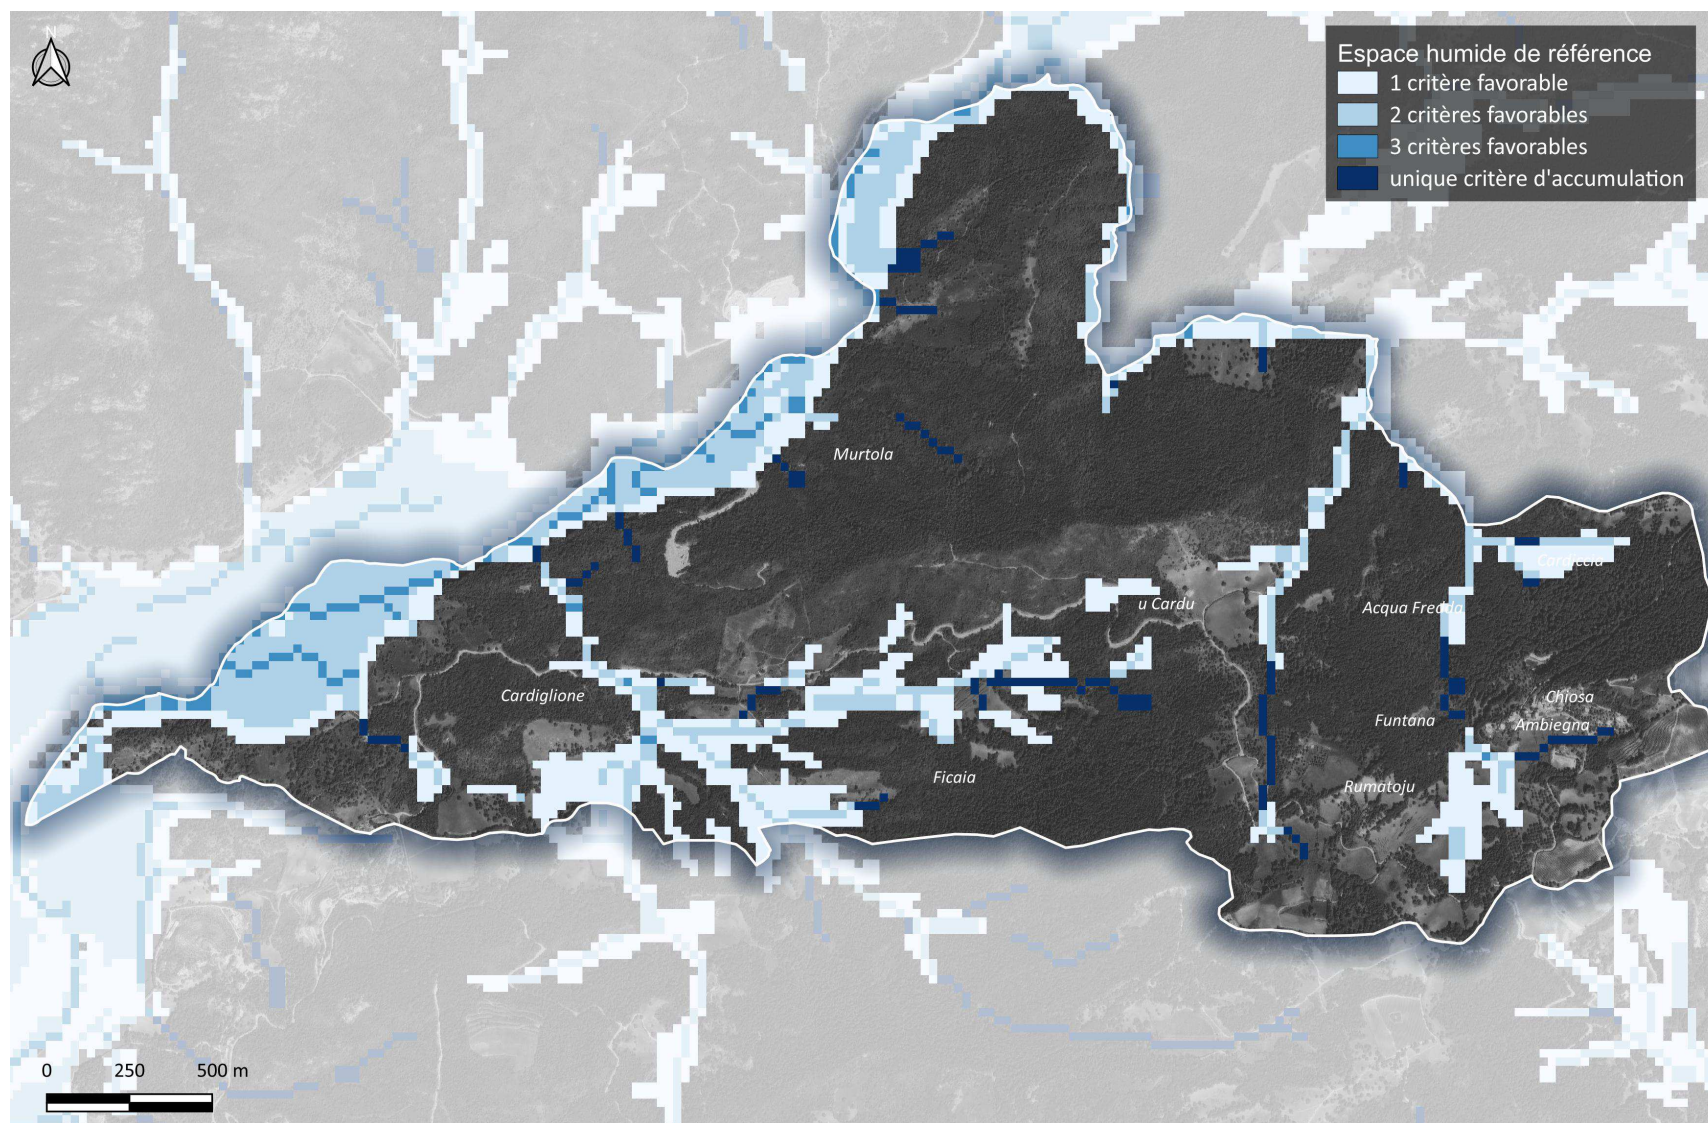 N
Espace humide de référence
1 critère favorable
2 critères favorables
3 critères favorables
unique critère d'accumulation
Murtola
Cardiccia
u Cardu
Acqua Fredda
Cardiglione
Chiosa
Funtana
Ambiegna
Ficaia
Rumatoju
0 250 500 m